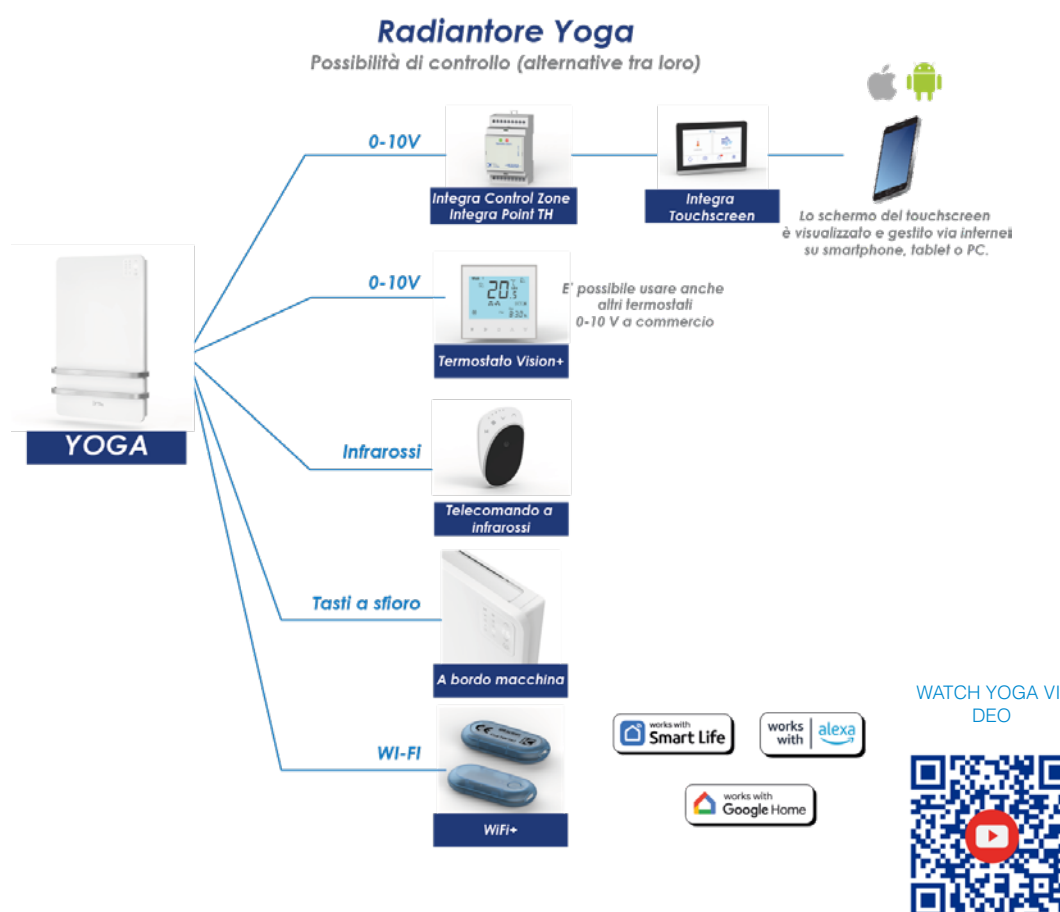 Radiantore Yoga
Possibilità di controllo (alternative tra loro)
0-10V
Integra Control Zone
Integra Point TH
Integra
Touchscreen
Lo schermo del touchscreen
è visualizzato e gestito via internet
su smartphone, tablet o PC.
0-10V
E' possibile usare anche
altri termostati
0-10 V a commercio
Termostato Vision+
YOGA
Infrarossi
Telecomando a
infrarossi
Tasti a sfioro
A bordo macchina
WI-FI
WiFi+
works with
Smart Life
works
with
alexa
works with
Google Home
WATCH YOGA VI
DEO